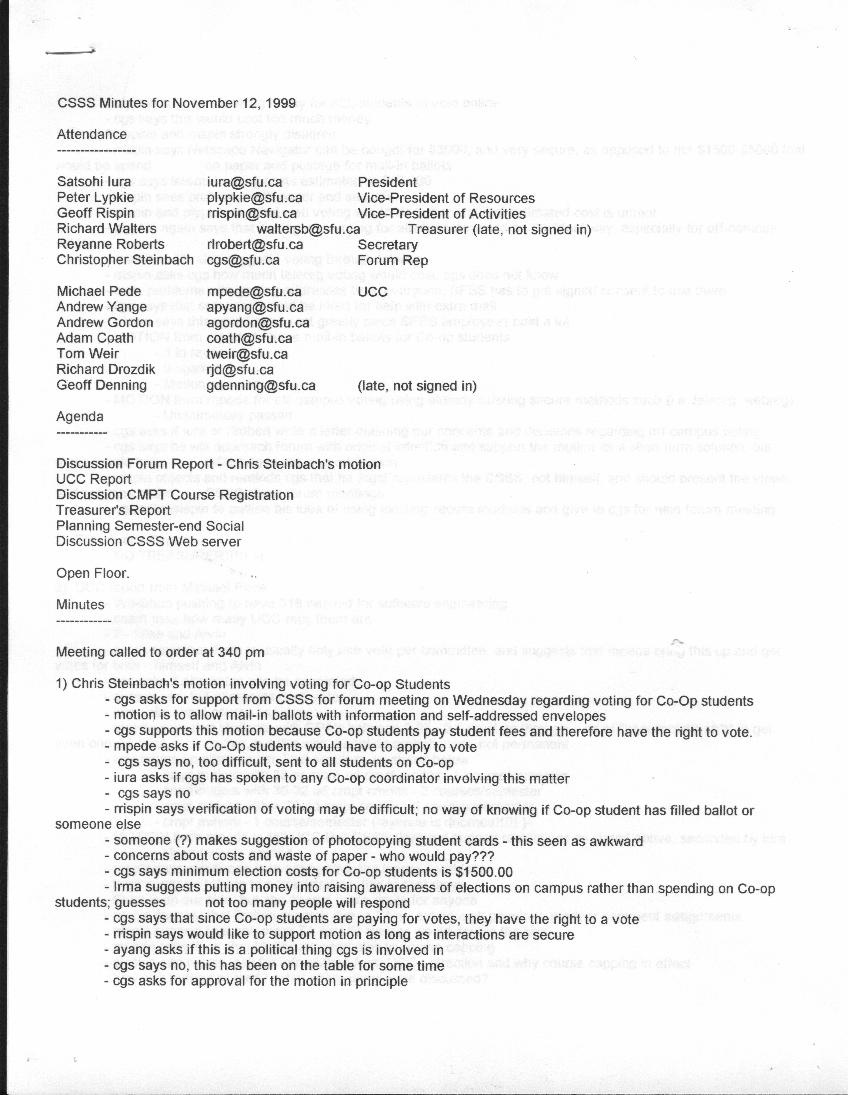 CSSS Minutes for November 12, 1999
Attendance
-----------------
Satsohi Iura iura@sfu.ca President
Peter Lypkie plypkie@sfu.ca Vice-President of Resources
Geoff Rispin rrispin@sfu.ca Vice-President of Activities
Richard Walters waltersb@sfu.ca Treasurer (late, not signed in)
Reyanne Roberts rlrobert@sfu.ca Secretary
Christopher Steinbach cgs@sfu.ca Forum Rep
Michael Pede mpede@sfu.ca UCC
Andrew Yange apyang@sfu.ca
Andrew Gordon agordon@sfu.ca
Adam Coath coath@sfu.ca
Tom Weir tweir@sfu.ca
Richard Drozdik rjd@sfu.ca
Geoff Denning gdenning@sfu.ca (late, not signed in)
Agenda
-----------
Discussion Forum Report - Chris Steinbach's motion
UCC Report
Discussion CMPT Course Registration
Treasurer's Report
Planning Semester-end Social
Discussion CSSS Web server
Open Floor.
Minutes
------------
Meeting called to order at 340 pm
1) Chris Steinbach's motion involving voting for Co-op Students
- cgs asks for support from CSSS for forum meeting on Wednesday regarding voting for Co-Op students
- motion is to allow mail-in ballots with information and self-addressed envelopes
- cgs supports this motion because Co-op students pay student fees and therefore have the right to vote.
- mpede asks if Co-Op students would have to apply to vote
- cgs says no, too difficult, sent to all students on Co-op
- iura asks if cgs has spoken to any Co-op coordinator involving this matter
- cgs says no
- rrispin says verification of voting may be difficult; no way of knowing if Co-op student has filled ballot or
someone else
- someone (?) makes suggestion of photocopying student cards - this seen as awkward
- concerns about costs and waste of paper - who would pay???
- cgs says minimum election costs for Co-op students is $1500.00
- Irma suggests putting money into raising awareness of elections on campus rather than spending on Co-op
students; guesses not too many people will respond
- cgs says that since Co-op students are paying for votes, they have the right to a vote
- rrispin says would like to support motion as long as interactions are secure
- ayang asks if this is a political thing cgs is involved in
- cgs says no, this has been on the table for some time
- cgs asks for approval for the motion in principle